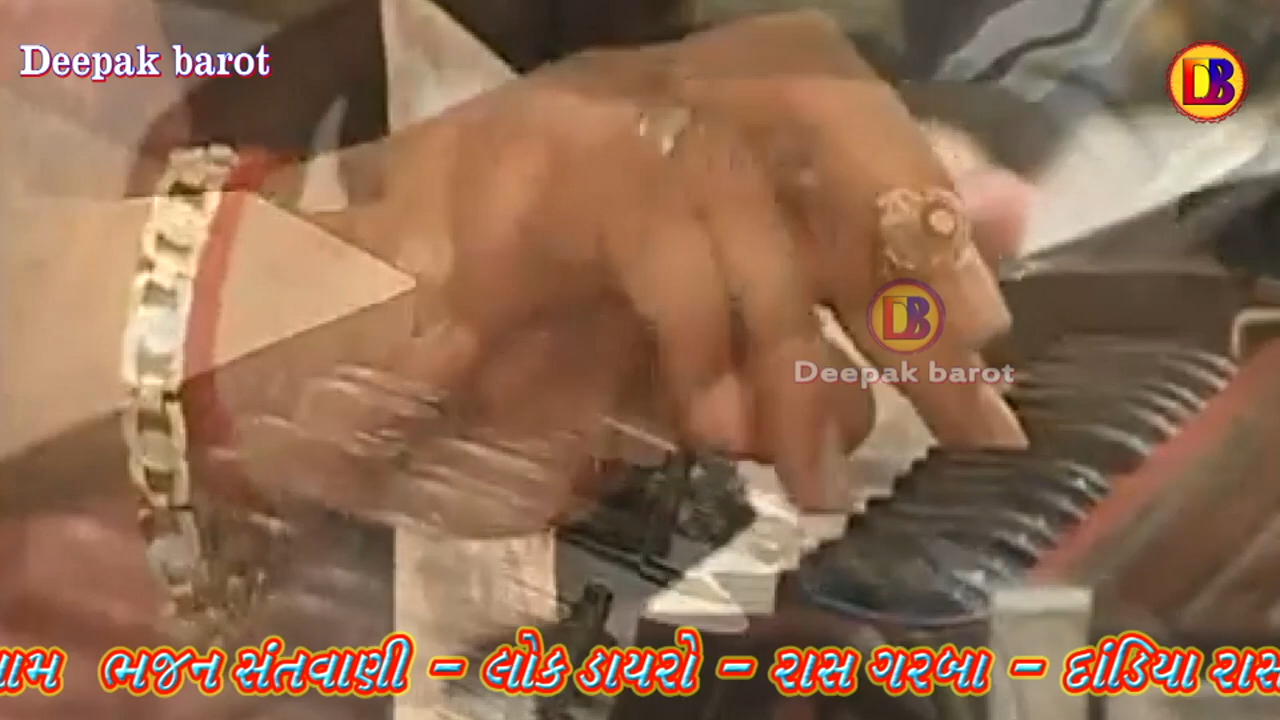 Deepak barot
DB
DB
Deepak barot
ભજન સંતવાણી – લોક ડાયરો – રાસ ગરબા – દાંડિયા રાસ